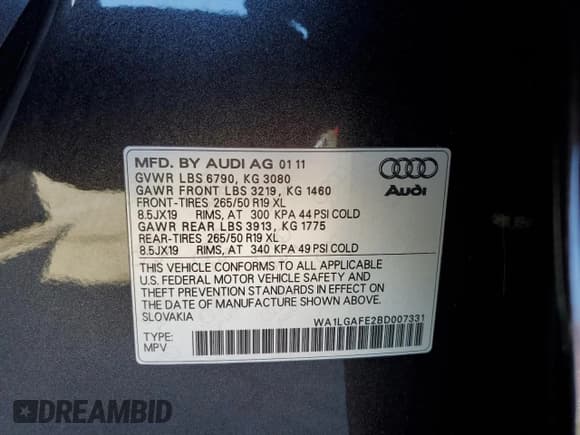 MFD. BY AUDI AG 01 11
GVWR LBS 6790, KG 3080
GAWR FRONT LBS 3219, KG 1460
FRONT-TIRES 265/50 R19 XL
8.5JX19 RIMS, AT 300 KPA 44 PSI COLD
GAWR REAR LBS 3913, KG 1775
REAR-TIRES 265/50 R19 XL
8.5JX19 RIMS, AT 340 KPA 49 PSI COLD
THIS VEHICLE CONFORMS TO ALL APPLICABLE
U.S. FEDERAL MOTOR VEHICLE SAFETY AND
THEFT PREVENTION STANDARDS IN EFFECT ON
THE DATE OF MANUFACTURE SHOWN ABOVE.
SLOVAKIA
WA1LGAFE2BD007331
TYPE:
MPV
Audi
DREAMBID